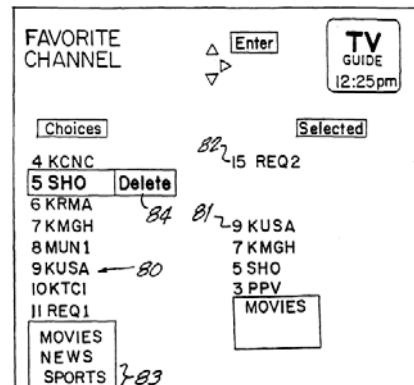 FAVORITE
CHANNEL
Enter
TV
GUIDE
12:25pm
Choices
Selected
4 KCNC
5 SHO Delete
6 KRMA
7 KMGH
8 MUN1
9 KUSA
10 KTCI
11 REQ1
MOVIES
NEWS
SPORTS
84
80
83
82
15 REQ2
81
9 KUSA
7 KMGH
5 SHO
3 PPV
MOVIES